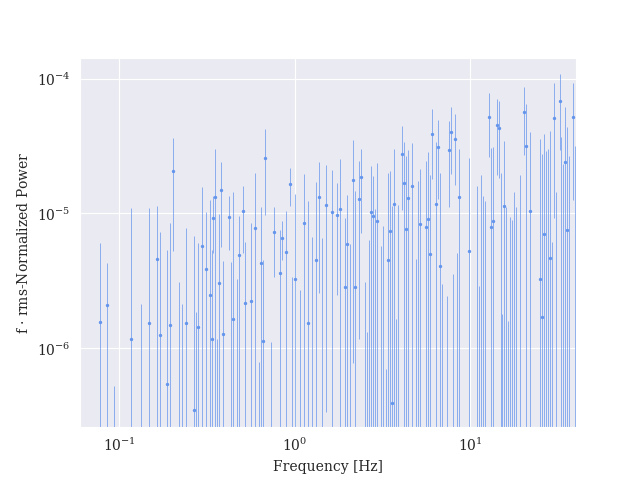 f · rms-Normalized Power
10⁻⁴
10⁻⁵
10⁻⁶
10⁻¹ 10⁰ 10¹
Frequency [Hz]